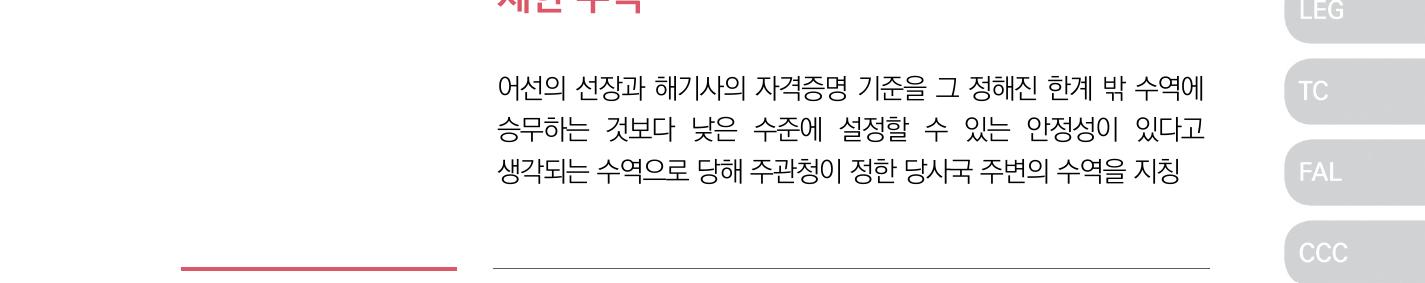 제한 수역
어선의 선장과 해기사의 자격증명 기준을 그 정해진 한계 밖 수역에
승무하는 것보다 낮은 수준에 설정할 수 있는 안정성이 있다고
생각되는 수역으로 당해 주관청이 정한 당사국 주변의 수역을 지칭
LEG
TC
FAL
CCC